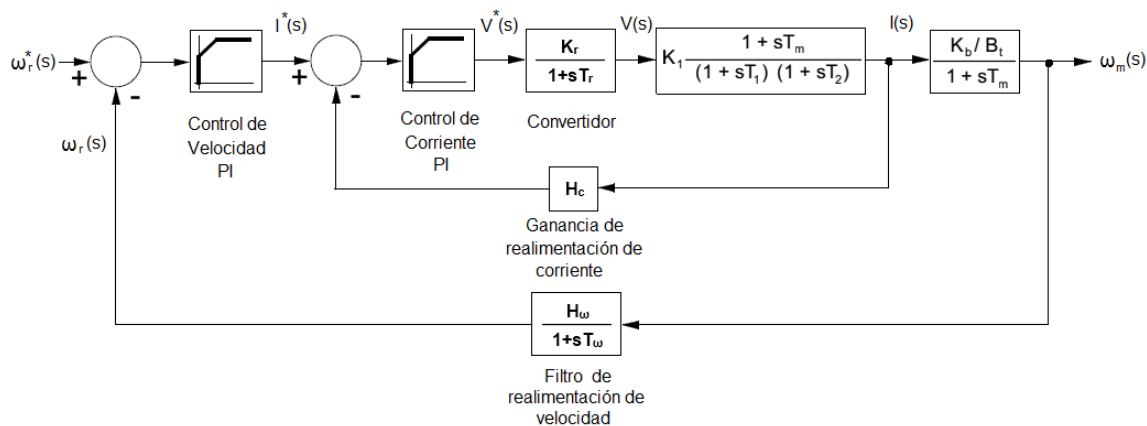 I*(s)
V*(s)
V(s)
I(s)
ω*r(s)
+
-
+
-
Kr
1+sTr
K1 1 + sTm
(1 + sT1) (1 + sT2)
Kb / Bt
1 + sTm
ωm(s)
Control de
Velocidad
PI
Control de
Corriente
PI
Convertidor
ωr(s)
Hc
Ganancia de
realimentación de
corriente
Hω
1+sTω
Filtro de
realimentación de
velocidad